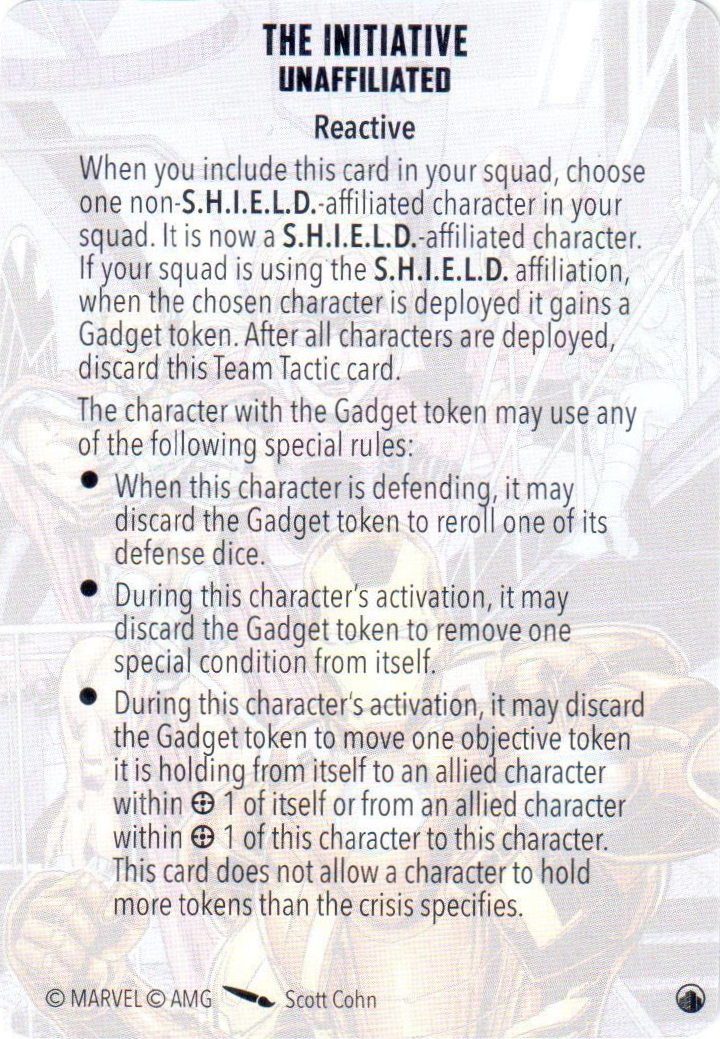 THE INITIATIVE
UNAFFILIATED
Reactive
When you include this card in your squad, choose
one non-S.H.I.E.L.D.-affiliated character in your
squad. It is now a S.H.I.E.L.D.-affiliated character.
If your squad is using the S.H.I.E.L.D. affiliation,
when the chosen character is deployed it gains a
Gadget token. After all characters are deployed,
discard this Team Tactic card.
The character with the Gadget token may use any
of the following special rules:
● When this character is defending, it may
discard the Gadget token to reroll one of its
defense dice.
● During this character's activation, it may
discard the Gadget token to remove one
special condition from itself.
● During this character's activation, it may discard
the Gadget token to move one objective token
it is holding from itself to an allied character
within ⌖ 1 of itself or from an allied character
within ⌖ 1 of this character to this character.
This card does not allow a character to hold
more tokens than the crisis specifies.
© MARVEL © AMG Scott Cohn